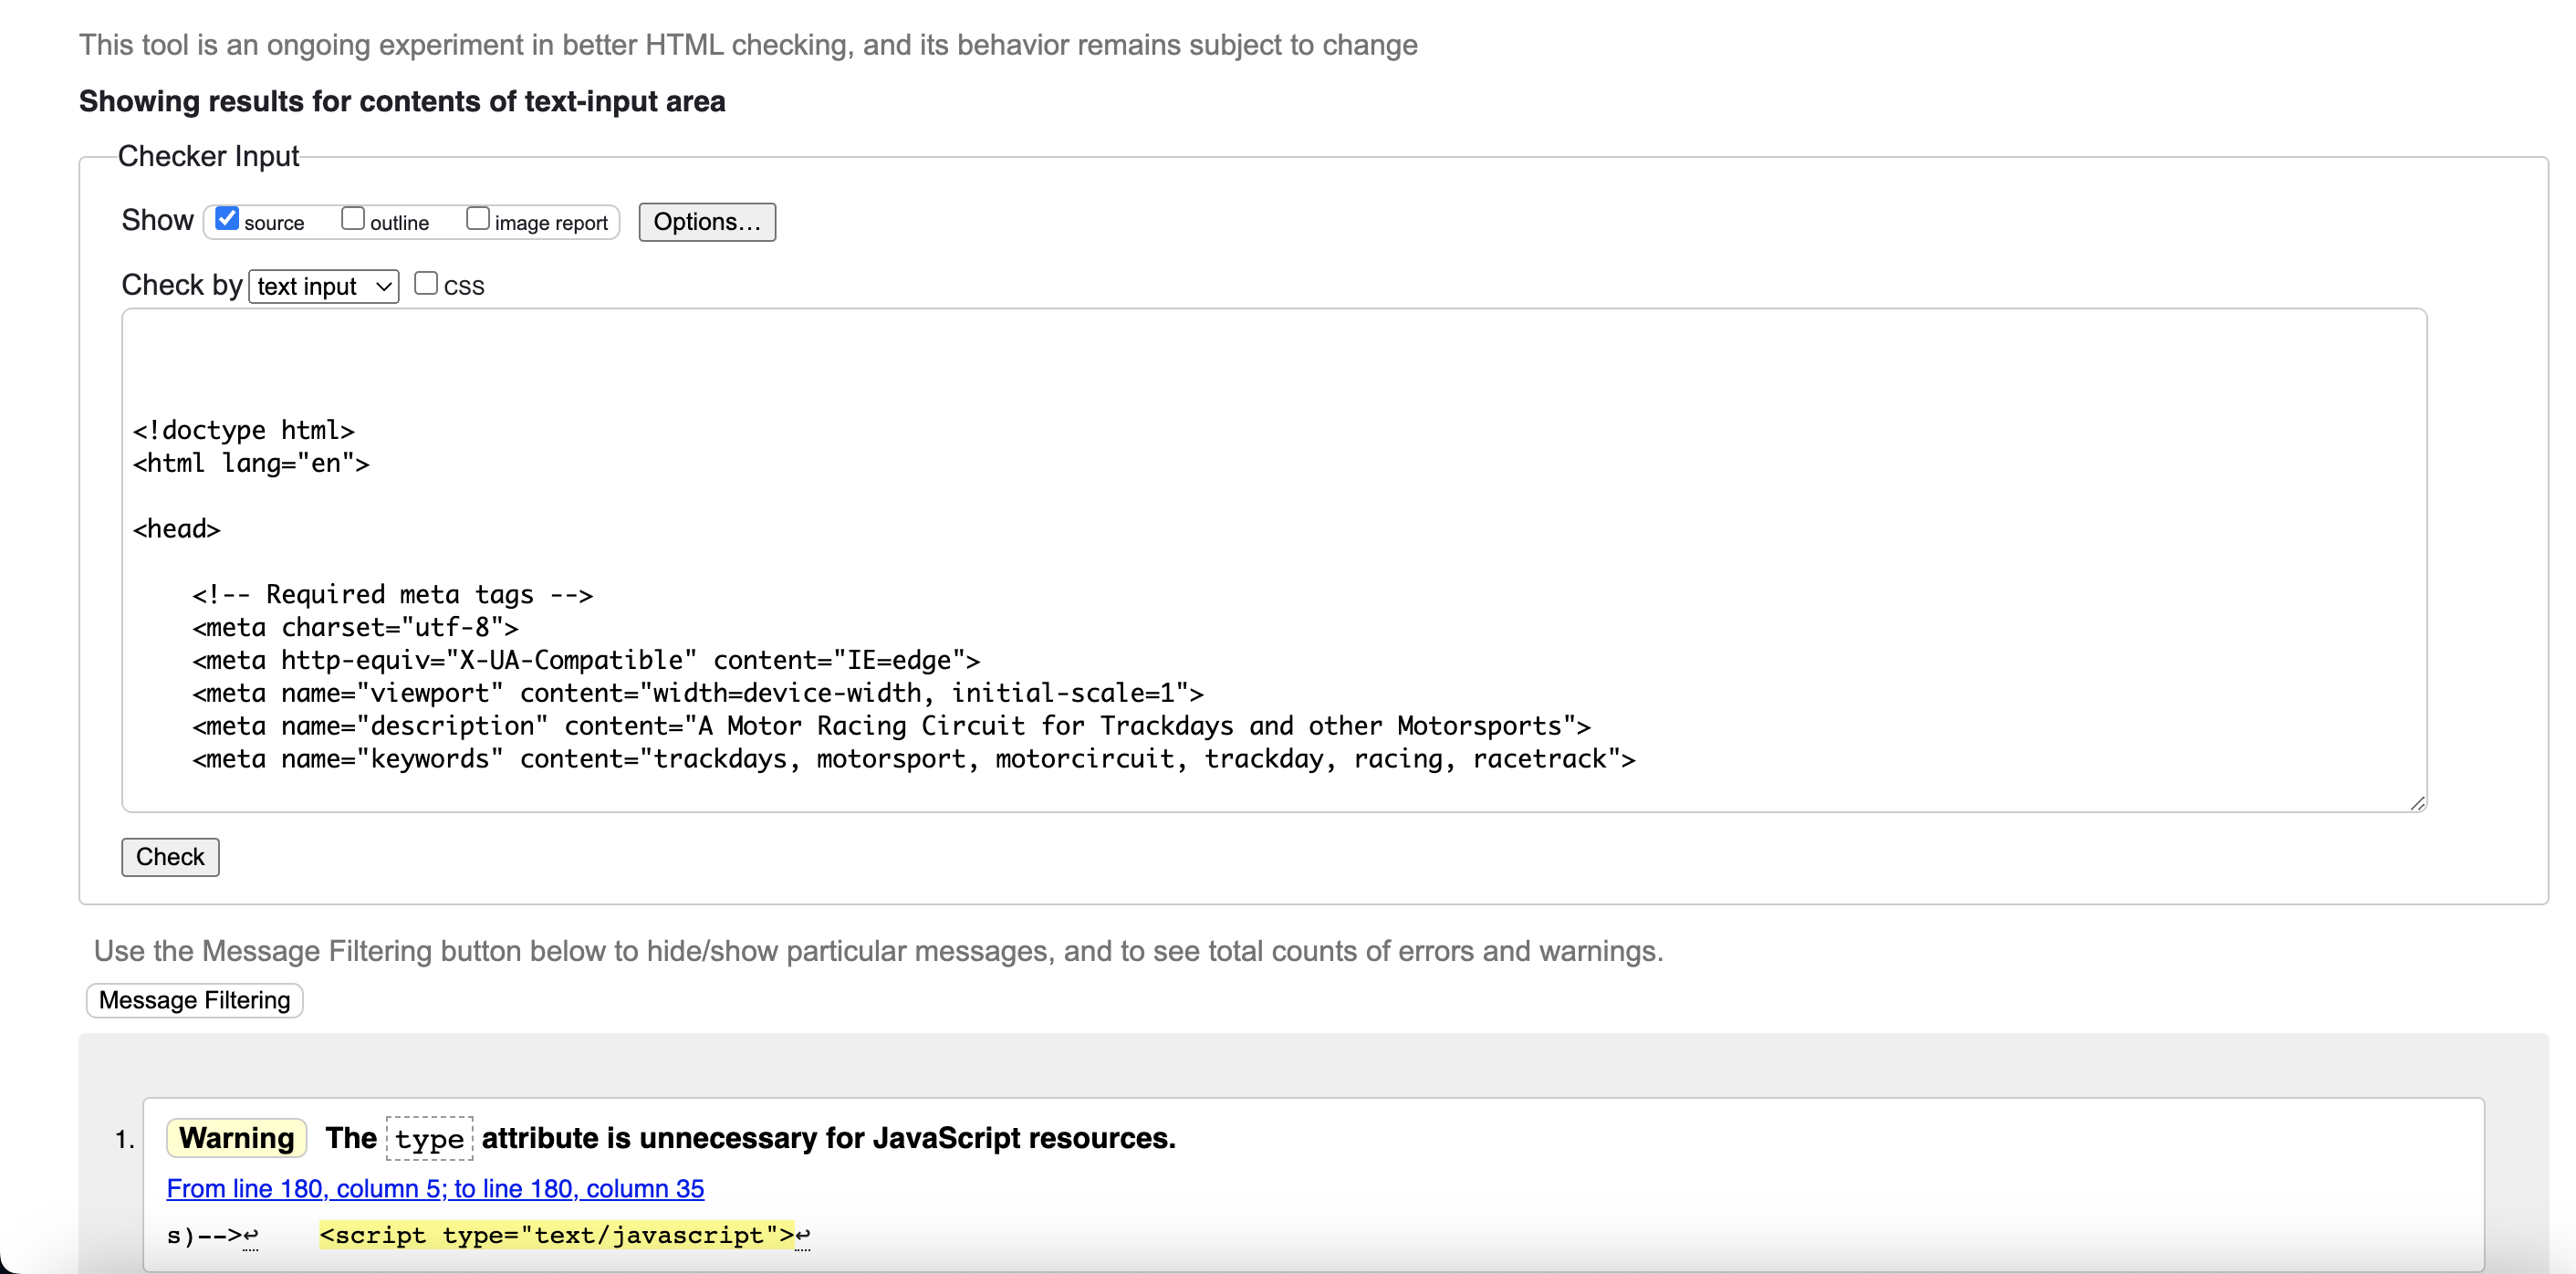 This tool is an ongoing experiment in better HTML checking, and its behavior remains subject to change
Showing results for contents of text-input area
Checker Input
Show source outline image report Options...
Check by text input css
<!doctype html>
<html lang="en">
<head>
<!-- Required meta tags -->
<meta charset="utf-8">
<meta http-equiv="X-UA-Compatible" content="IE=edge">
<meta name="viewport" content="width=device-width, initial-scale=1">
<meta name="description" content="A Motor Racing Circuit for Trackdays and other Motorsports">
<meta name="keywords" content="trackdays, motorsport, motorcircuit, trackday, racing, racetrack">
Check
Use the Message Filtering button below to hide/show particular messages, and to see total counts of errors and warnings.
Message Filtering
1. Warning The type attribute is unnecessary for JavaScript resources.
From line 180, column 5; to line 180, column 35
s)-->↩ <script type="text/javascript">↩